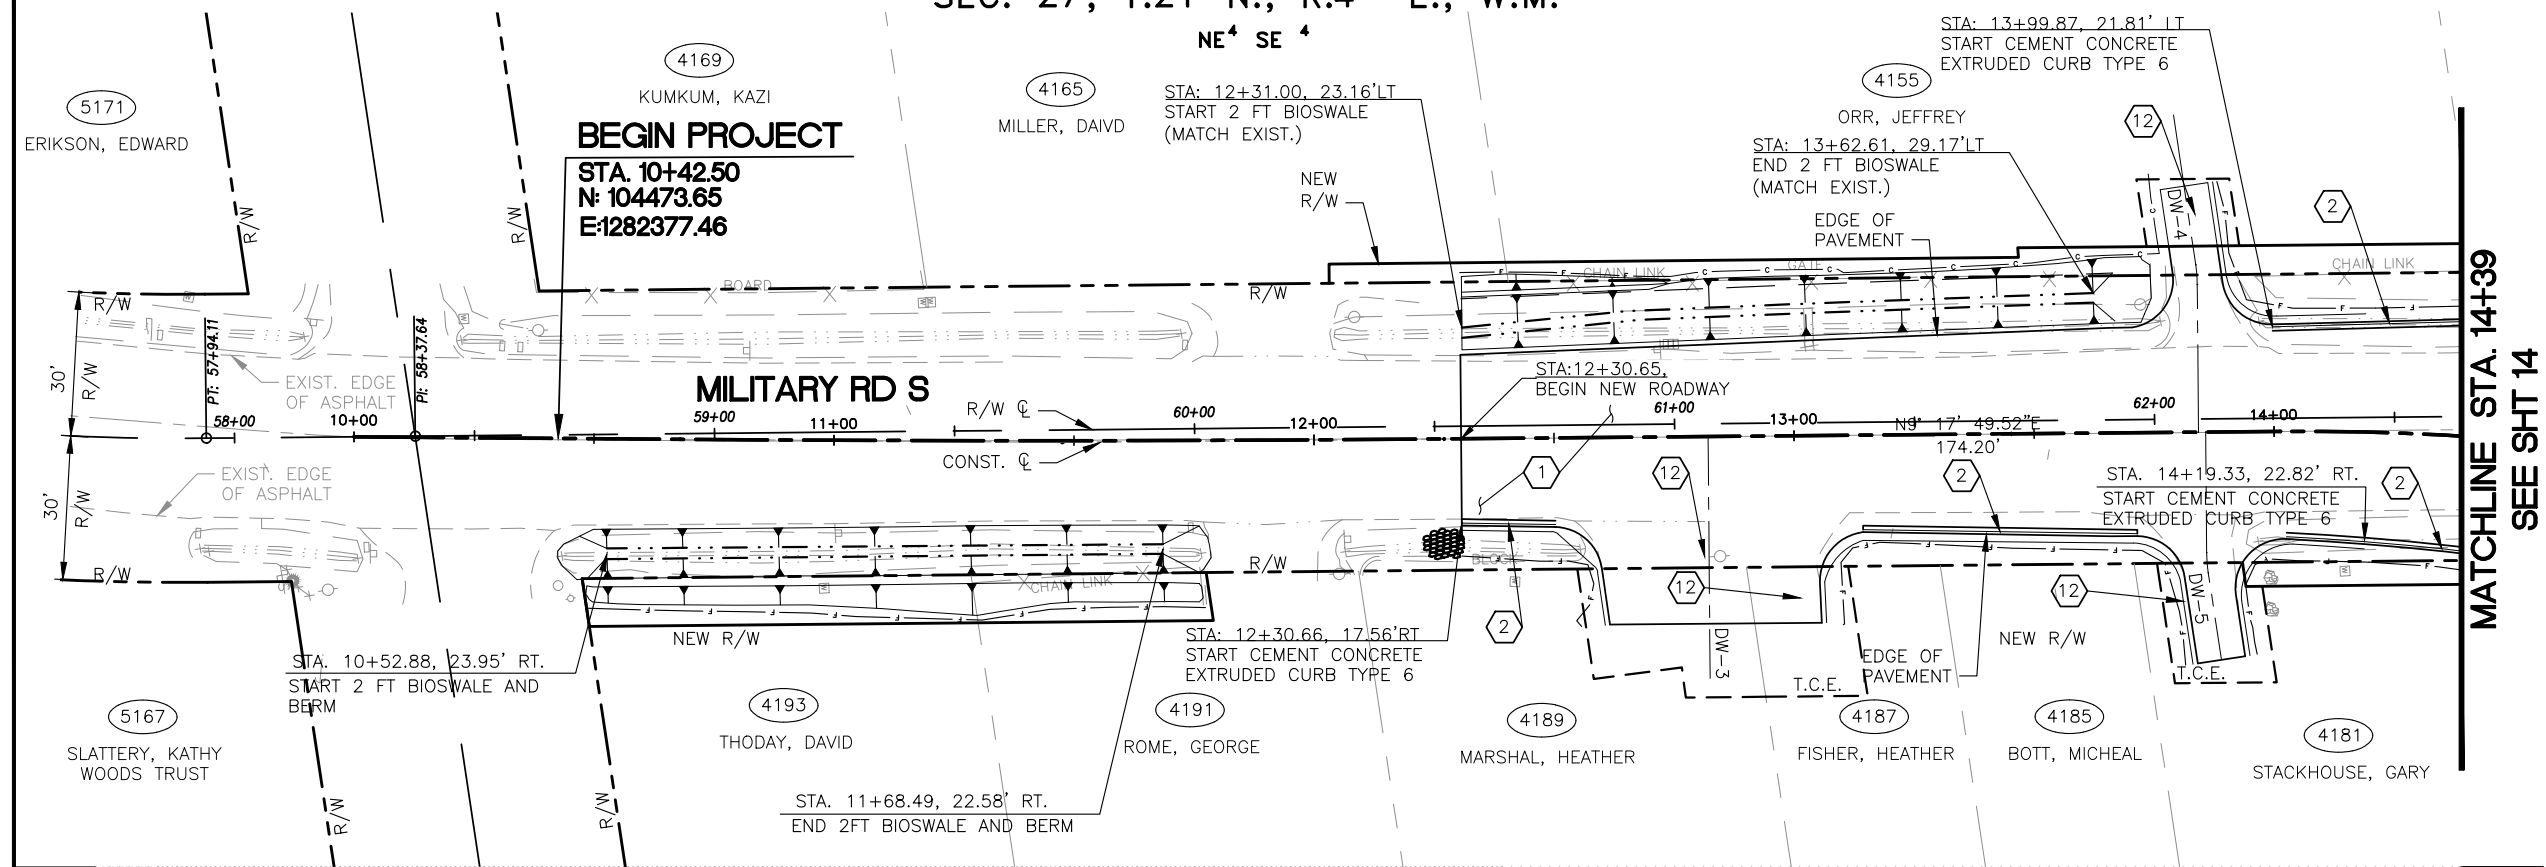 SEC. 27, T.21 N., R.4 E., W.M.
NE⁴ SE ⁴
5171
ERIKSON, EDWARD
4169
KUMKUM, KAZI
4165
MILLER, DAIVD
4155
ORR, JEFFREY
BEGIN PROJECT
STA. 10+42.50
N: 104473.65
E:1282377.46
STA: 12+31.00, 23.16'LT
START 2 FT BIOSWALE
(MATCH EXIST.)
STA: 13+99.87, 21.81' LT
START CEMENT CONCRETE
EXTRUDED CURB TYPE 6
STA: 13+62.61, 29.17'LT
END 2 FT BIOSWALE
(MATCH EXIST.)
NEW
R/W
EDGE OF
PAVEMENT
12
2
DW-4
R/W
R/W
R/W
BOARD
R/W
CHAIN LINK
GATE
CHAIN LINK
30'
R/W
EXIST. EDGE
OF ASPHALT
PT: 57+94.11
PI: 58+37.64
MILITARY RD S
R/W ℄
STA:12+30.65,
BEGIN NEW ROADWAY
58+00
10+00
59+00
11+00
60+00
12+00
61+00
13+00
62+00
14+00
N9° 17' 49.52"E
174.20'
CONST. ℄
30'
R/W
EXIST. EDGE
OF ASPHALT
1
12
2
STA. 14+19.33, 22.82' RT.
START CEMENT CONCRETE
EXTRUDED CURB TYPE 6
2
MATCHLINE STA. 14+39
SEE SHT 14
R/W
R/W
CHAIN LINK
BLOCK
12
12
2
DW-3
DW-5
NEW R/W
NEW R/W
STA: 12+30.66, 17.56'RT
START CEMENT CONCRETE
EXTRUDED CURB TYPE 6
EDGE OF
PAVEMENT
T.C.E.
T.C.E.
STA. 10+52.88, 23.95' RT.
START 2 FT BIOSWALE AND
BERM
5167
SLATTERY, KATHY
WOODS TRUST
4193
THODAY, DAVID
4191
ROME, GEORGE
4189
MARSHAL, HEATHER
4187
FISHER, HEATHER
4185
BOTT, MICHEAL
4181
STACKHOUSE, GARY
R/W
R/W
STA. 11+68.49, 22.58' RT.
END 2FT BIOSWALE AND BERM